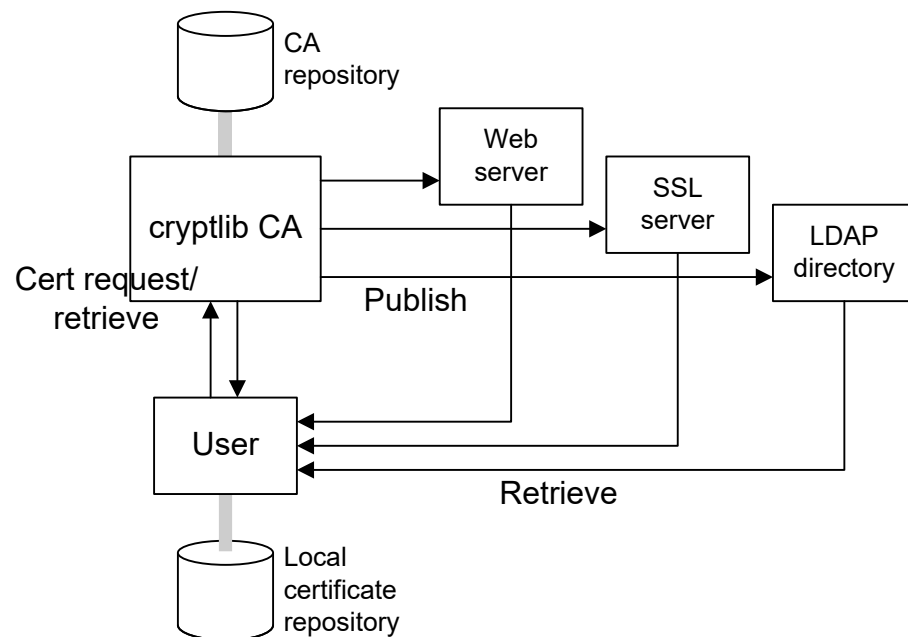 CA
repository
Web
server
SSL
server
cryptlib CA
LDAP
directory
Cert request/
retrieve
Publish
User
Retrieve
Local
certificate
repository